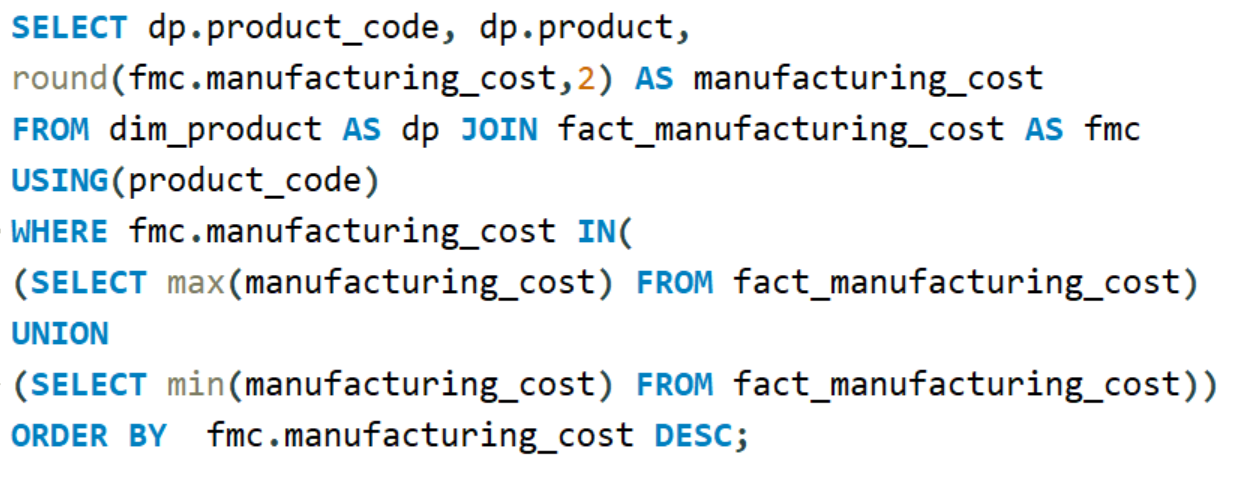 SELECT dp.product_code, dp.product,
round(fmc.manufacturing_cost,2) AS manufacturing_cost
FROM dim_product AS dp JOIN fact_manufacturing_cost AS fmc
USING(product_code)
WHERE fmc.manufacturing_cost IN(
(SELECT max(manufacturing_cost) FROM fact_manufacturing_cost)
UNION
(SELECT min(manufacturing_cost) FROM fact_manufacturing_cost))
ORDER BY  fmc.manufacturing_cost DESC;